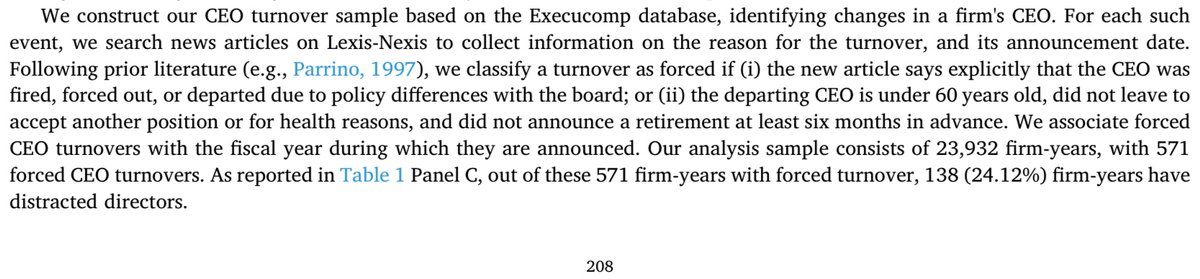 We construct our CEO turnover sample based on the Execucomp database, identifying changes in a firm's CEO. For each such
event, we search news articles on Lexis-Nexis to collect information on the reason for the turnover, and its announcement date.
Following prior literature (e.g., Parrino, 1997), we classify a turnover as forced if (i) the new article says explicitly that the CEO was
fired, forced out, or departed due to policy differences with the board; or (ii) the departing CEO is under 60 years old, did not leave to
accept another position or for health reasons, and did not announce a retirement at least six months in advance. We associate forced
CEO turnovers with the fiscal year during which they are announced. Our analysis sample consists of 23,932 firm-years, with 571
forced CEO turnovers. As reported in Table 1 Panel C, out of these 571 firm-years with forced turnover, 138 (24.12%) firm-years have
distracted directors.
208